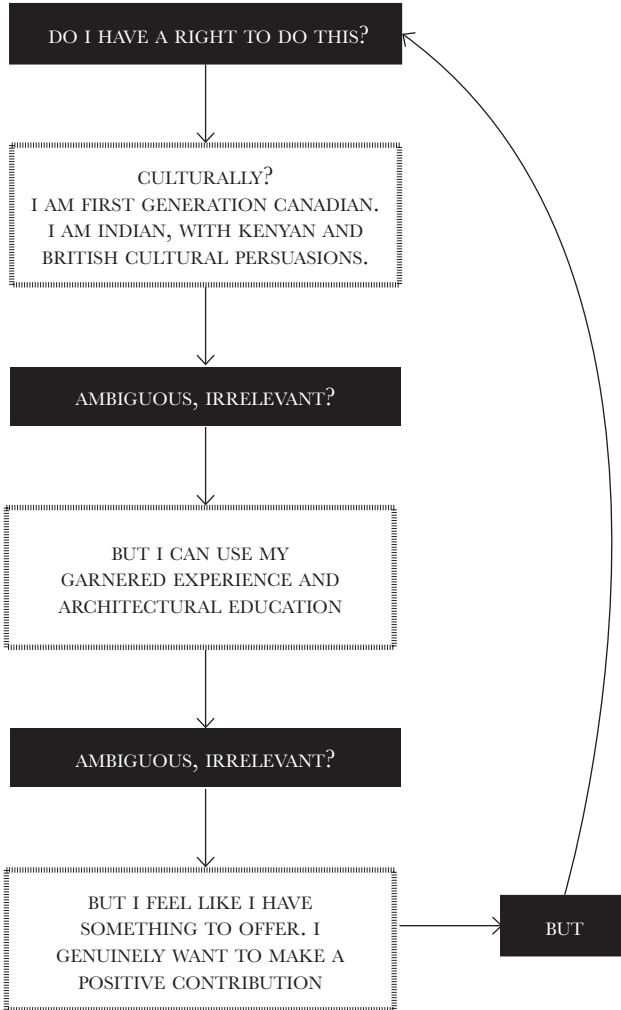 DO I HAVE A RIGHT TO DO THIS?
CULTURALLY?
I AM FIRST GENERATION CANADIAN.
I AM INDIAN, WITH KENYAN AND
BRITISH CULTURAL PERSUASIONS.
AMBIGUOUS, IRRELEVANT?
BUT I CAN USE MY
GARNERED EXPERIENCE AND
ARCHITECTURAL EDUCATION
AMBIGUOUS, IRRELEVANT?
BUT I FEEL LIKE I HAVE
SOMETHING TO OFFER. I
GENUINELY WANT TO MAKE A
POSITIVE CONTRIBUTION
BUT